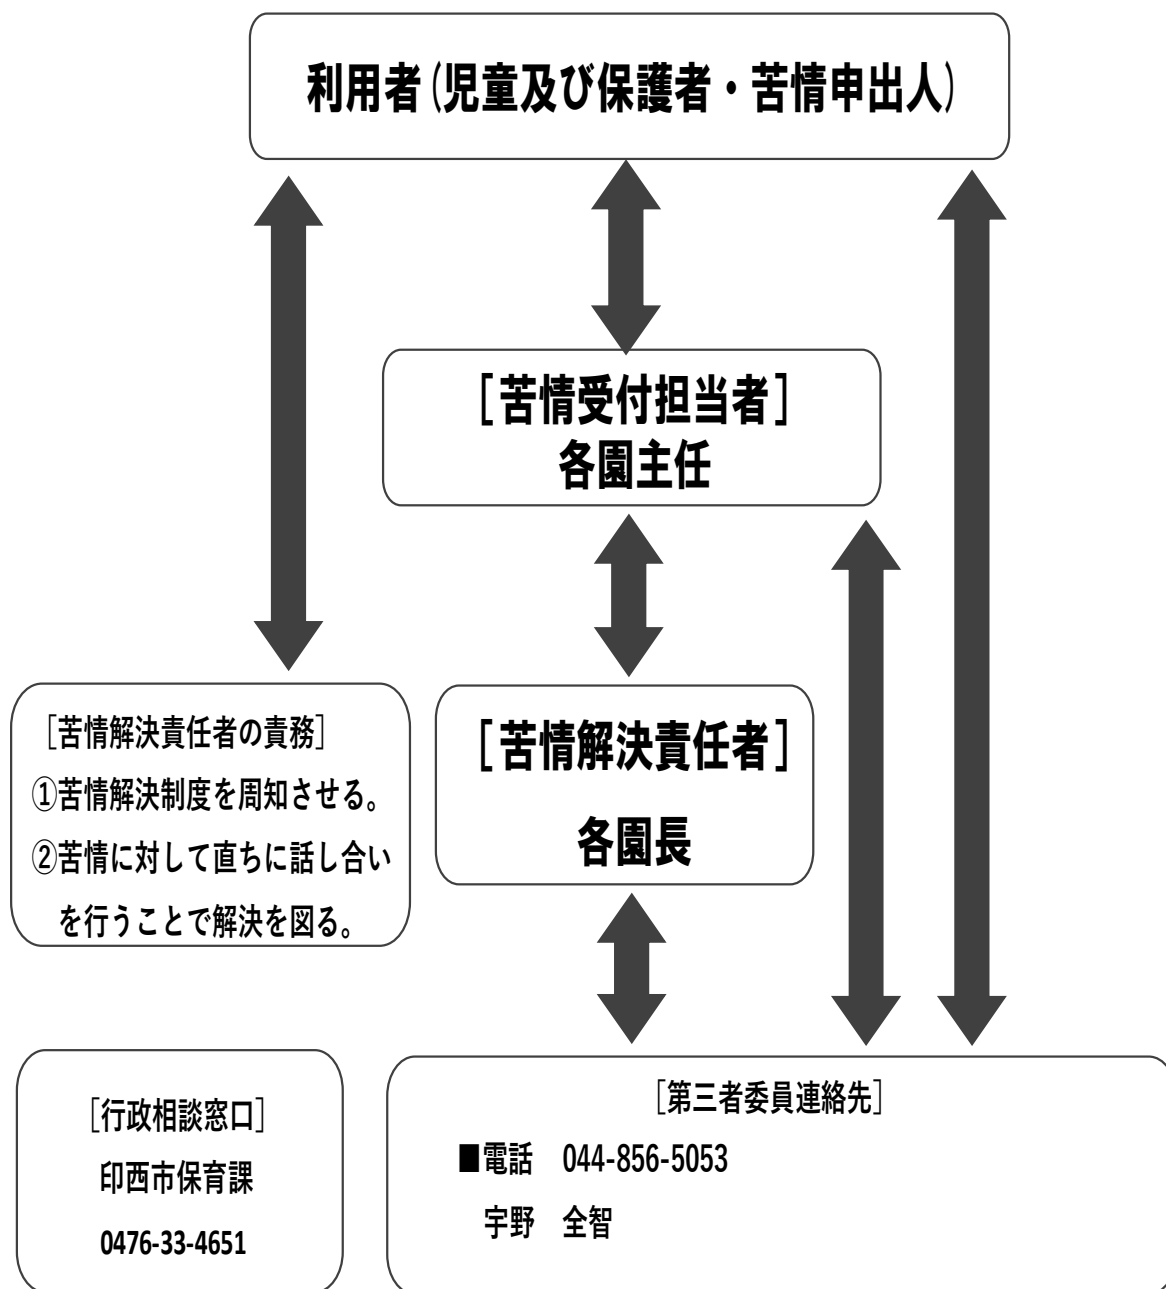 利用者(児童及び保護者・苦情申出人)
[苦情受付担当者]
各園主任
[苦情解決責任者の責務]
①苦情解決制度を周知させる。
②苦情に対して直ちに話し合い
を行うことで解決を図る。
[苦情解決責任者]
各園長
[行政相談窓口]
印西市保育課
0476-33-4651
[第三者委員連絡先]
■電話　044-856-5053
宇野　全智